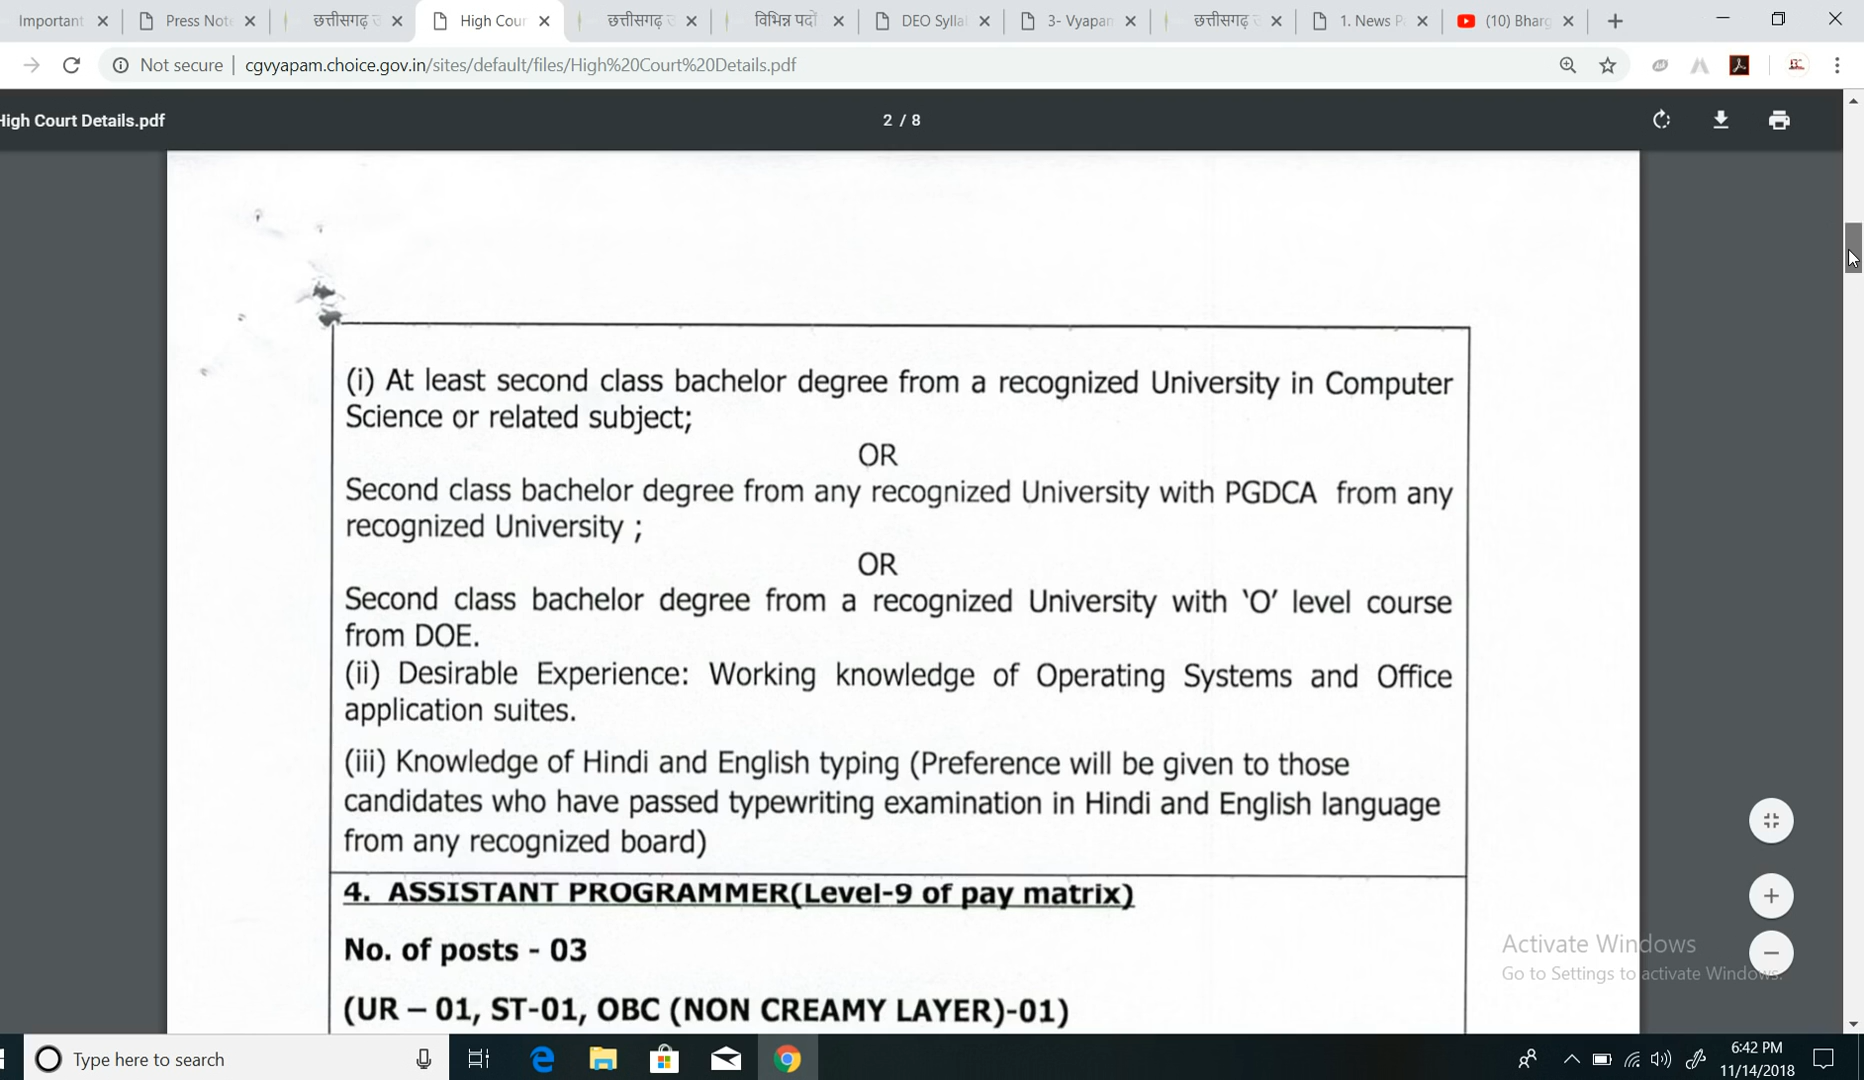 Important
Press Note
छत्तीसगढ़ उ
High Cour
छत्तीसगढ़ उ
विभिन्न पदों
DEO Sylla
3- Vyapam
छत्तीसगढ़
1. News P
(10) Bharg
Not secure | cgvyapam.choice.gov.in/sites/default/files/High%20Court%20Details.pdf
High Court Details.pdf
2 / 8
(i) At least second class bachelor degree from a recognized University in Computer
Science or related subject;
OR
Second class bachelor degree from any recognized University with PGDCA from any
recognized University ;
OR
Second class bachelor degree from a recognized University with ‘O’ level course
from DOE.
(ii) Desirable Experience: Working knowledge of Operating Systems and Office
application suites.
(iii) Knowledge of Hindi and English typing (Preference will be given to those
candidates who have passed typewriting examination in Hindi and English language
from any recognized board)
4. ASSISTANT PROGRAMMER(Level-9 of pay matrix)
No. of posts - 03
(UR – 01, ST-01, OBC (NON CREAMY LAYER)-01)
Activate Windows
Go to Settings to activate Windows.
Type here to search
6:42 PM
11/14/2018